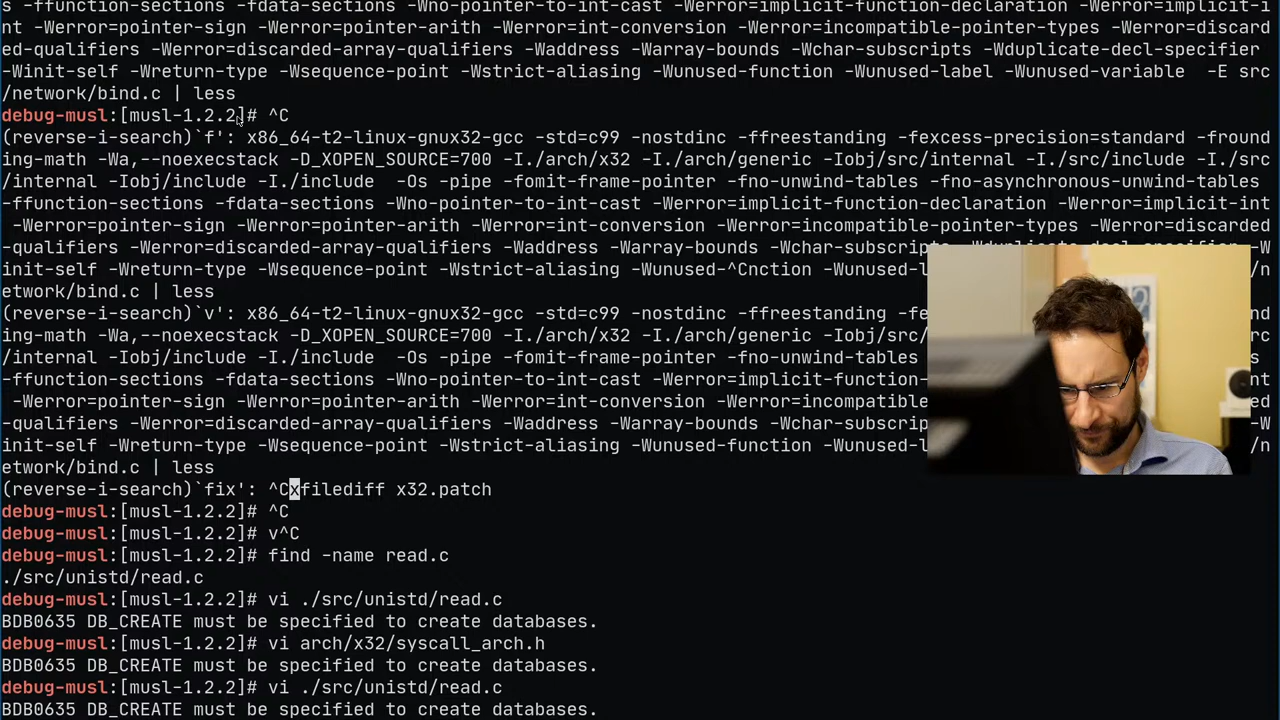 s -ffunction-sections -fdata-sections -Wno-pointer-to-int-cast -Werror=implicit-function-declaration -Werror=implicit-i
nt -Werror=pointer-sign -Werror=pointer-arith -Werror=int-conversion -Werror=incompatible-pointer-types -Werror=discard
ed-qualifiers -Werror=discarded-array-qualifiers -Waddress -Warray-bounds -Wchar-subscripts -Wduplicate-decl-specifier
-Winit-self -Wreturn-type -Wsequence-point -Wstrict-aliasing -Wunused-function -Wunused-label -Wunused-variable  -E src
/network/bind.c | less
debug-musl:[musl-1.2.2]# ^C
(reverse-i-search)`f': x86_64-t2-linux-gnux32-gcc -std=c99 -nostdinc -ffreestanding -fexcess-precision=standard -fround
ing-math -Wa,--noexecstack -D_XOPEN_SOURCE=700 -I./arch/x32 -I./arch/generic -Iobj/src/internal -I./src/include -I./src
/internal -Iobj/include -I./include  -Os -pipe -fomit-frame-pointer -fno-unwind-tables -fno-asynchronous-unwind-tables
-ffunction-sections -fdata-sections -Wno-pointer-to-int-cast -Werror=implicit-function-declaration -Werror=implicit-int
 -Werror=pointer-sign -Werror=pointer-arith -Werror=int-conversion -Werror=incompatible-pointer-types -Werror=discarded
-qualifiers -Werror=discarded-array-qualifiers -Waddress -Warray-bounds -Wchar-subscripts -Wduplicate-decl-specifier -W
init-self -Wreturn-type -Wsequence-point -Wstrict-aliasing -Wunused-^Cnction -Wunused-l /n
etwork/bind.c | less
(reverse-i-search)`v': x86_64-t2-linux-gnux32-gcc -std=c99 -nostdinc -ffreestanding -fe nd
ing-math -Wa,--noexecstack -D_XOPEN_SOURCE=700 -I./arch/x32 -I./arch/generic -Iobj/src/ rc
/internal -Iobj/include -I./include  -Os -pipe -fomit-frame-pointer -fno-unwind-tables
-ffunction-sections -fdata-sections -Wno-pointer-to-int-cast -Werror=implicit-function- nt
 -Werror=pointer-sign -Werror=pointer-arith -Werror=int-conversion -Werror=incompatible ed
-qualifiers -Werror=discarded-array-qualifiers -Waddress -Warray-bounds -Wchar-subscrip -W
init-self -Wreturn-type -Wsequence-point -Wstrict-aliasing -Wunused-function -Wunused-l /n
etwork/bind.c | less
(reverse-i-search)`fix': ^Cxfilediff x32.patch
debug-musl:[musl-1.2.2]# ^C
debug-musl:[musl-1.2.2]# v^C
debug-musl:[musl-1.2.2]# find -name read.c
./src/unistd/read.c
debug-musl:[musl-1.2.2]# vi ./src/unistd/read.c
BDB0635 DB_CREATE must be specified to create databases.
debug-musl:[musl-1.2.2]# vi arch/x32/syscall_arch.h
BDB0635 DB_CREATE must be specified to create databases.
debug-musl:[musl-1.2.2]# vi ./src/unistd/read.c
BDB0635 DB_CREATE must be specified to create databases.